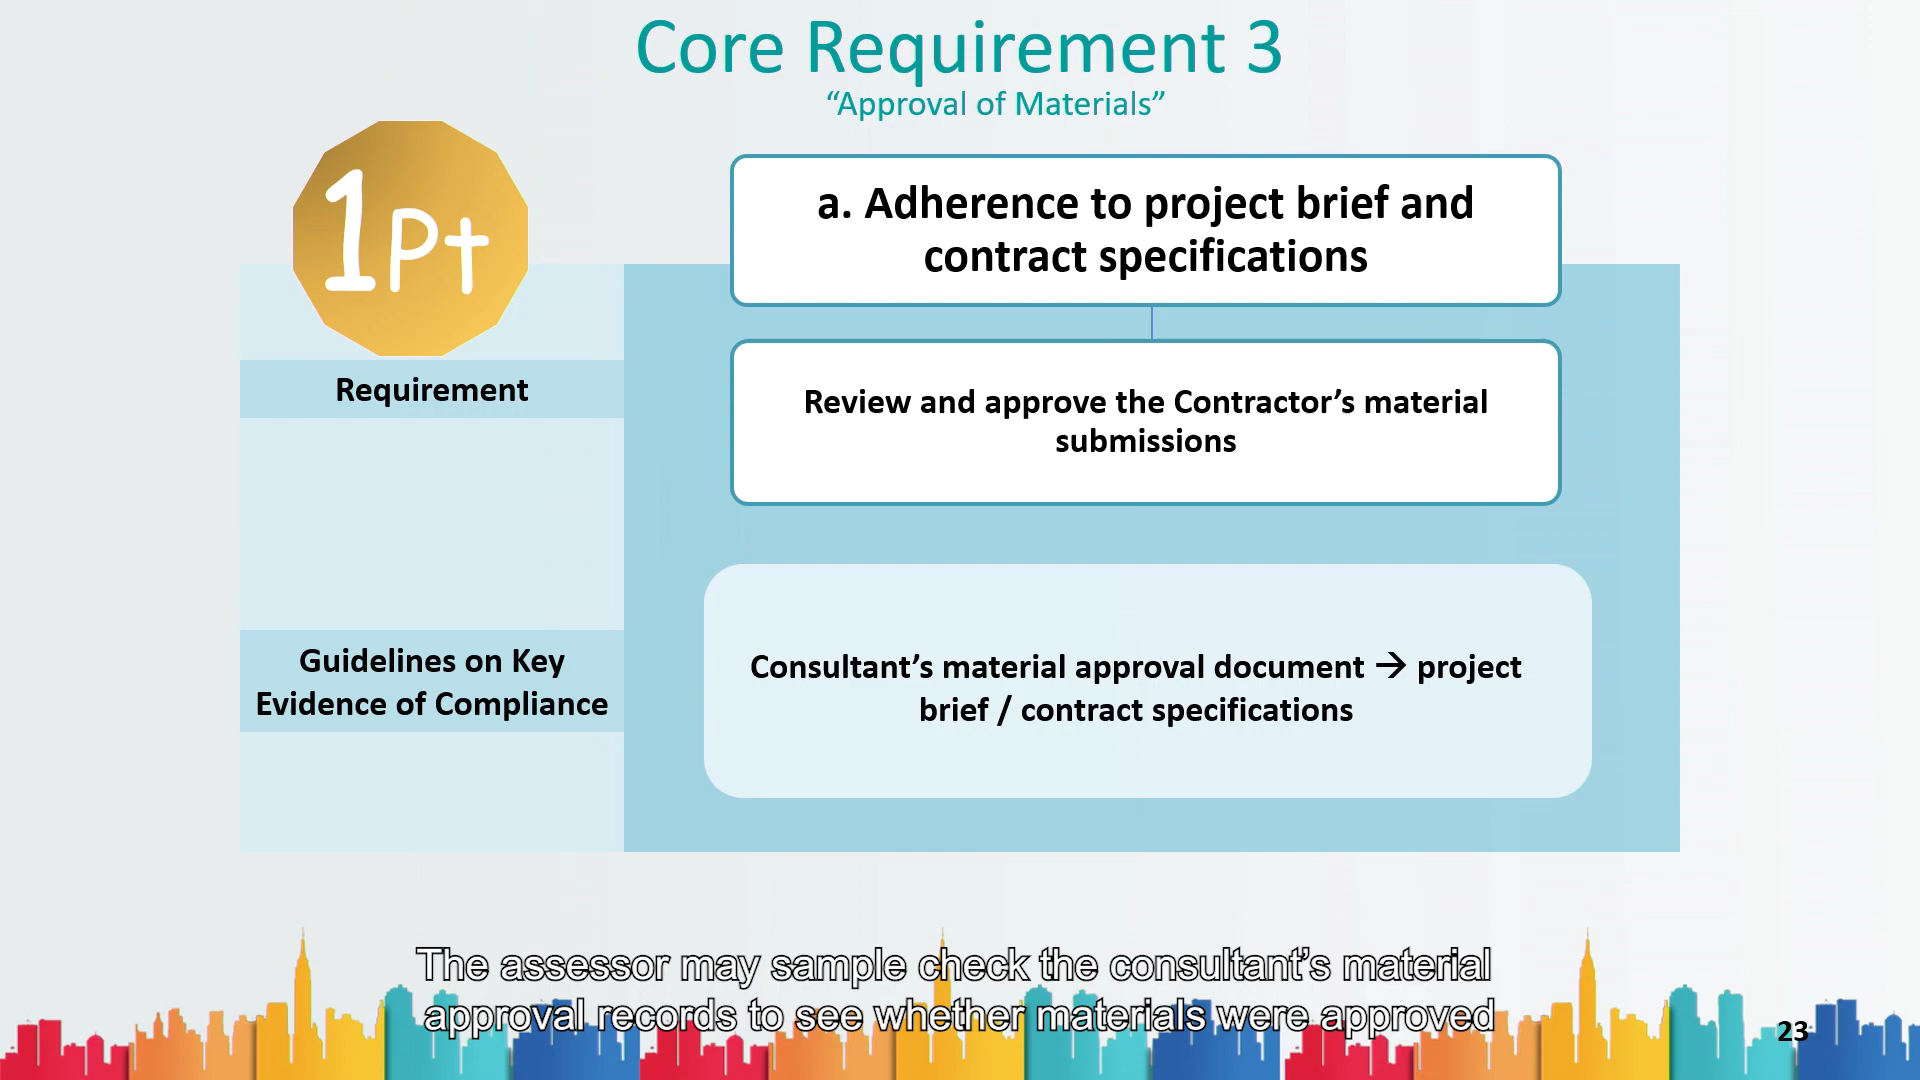 Core Requirement 3
“Approval of Materials”
1Pt
a. Adherence to project brief and
contract specifications
Requirement
Review and approve the Contractor’s material
submissions
Guidelines on Key
Evidence of Compliance
Consultant’s material approval document → project
brief / contract specifications
The assessor may sample check the consultant’s material
approval records to see whether materials were approved
23